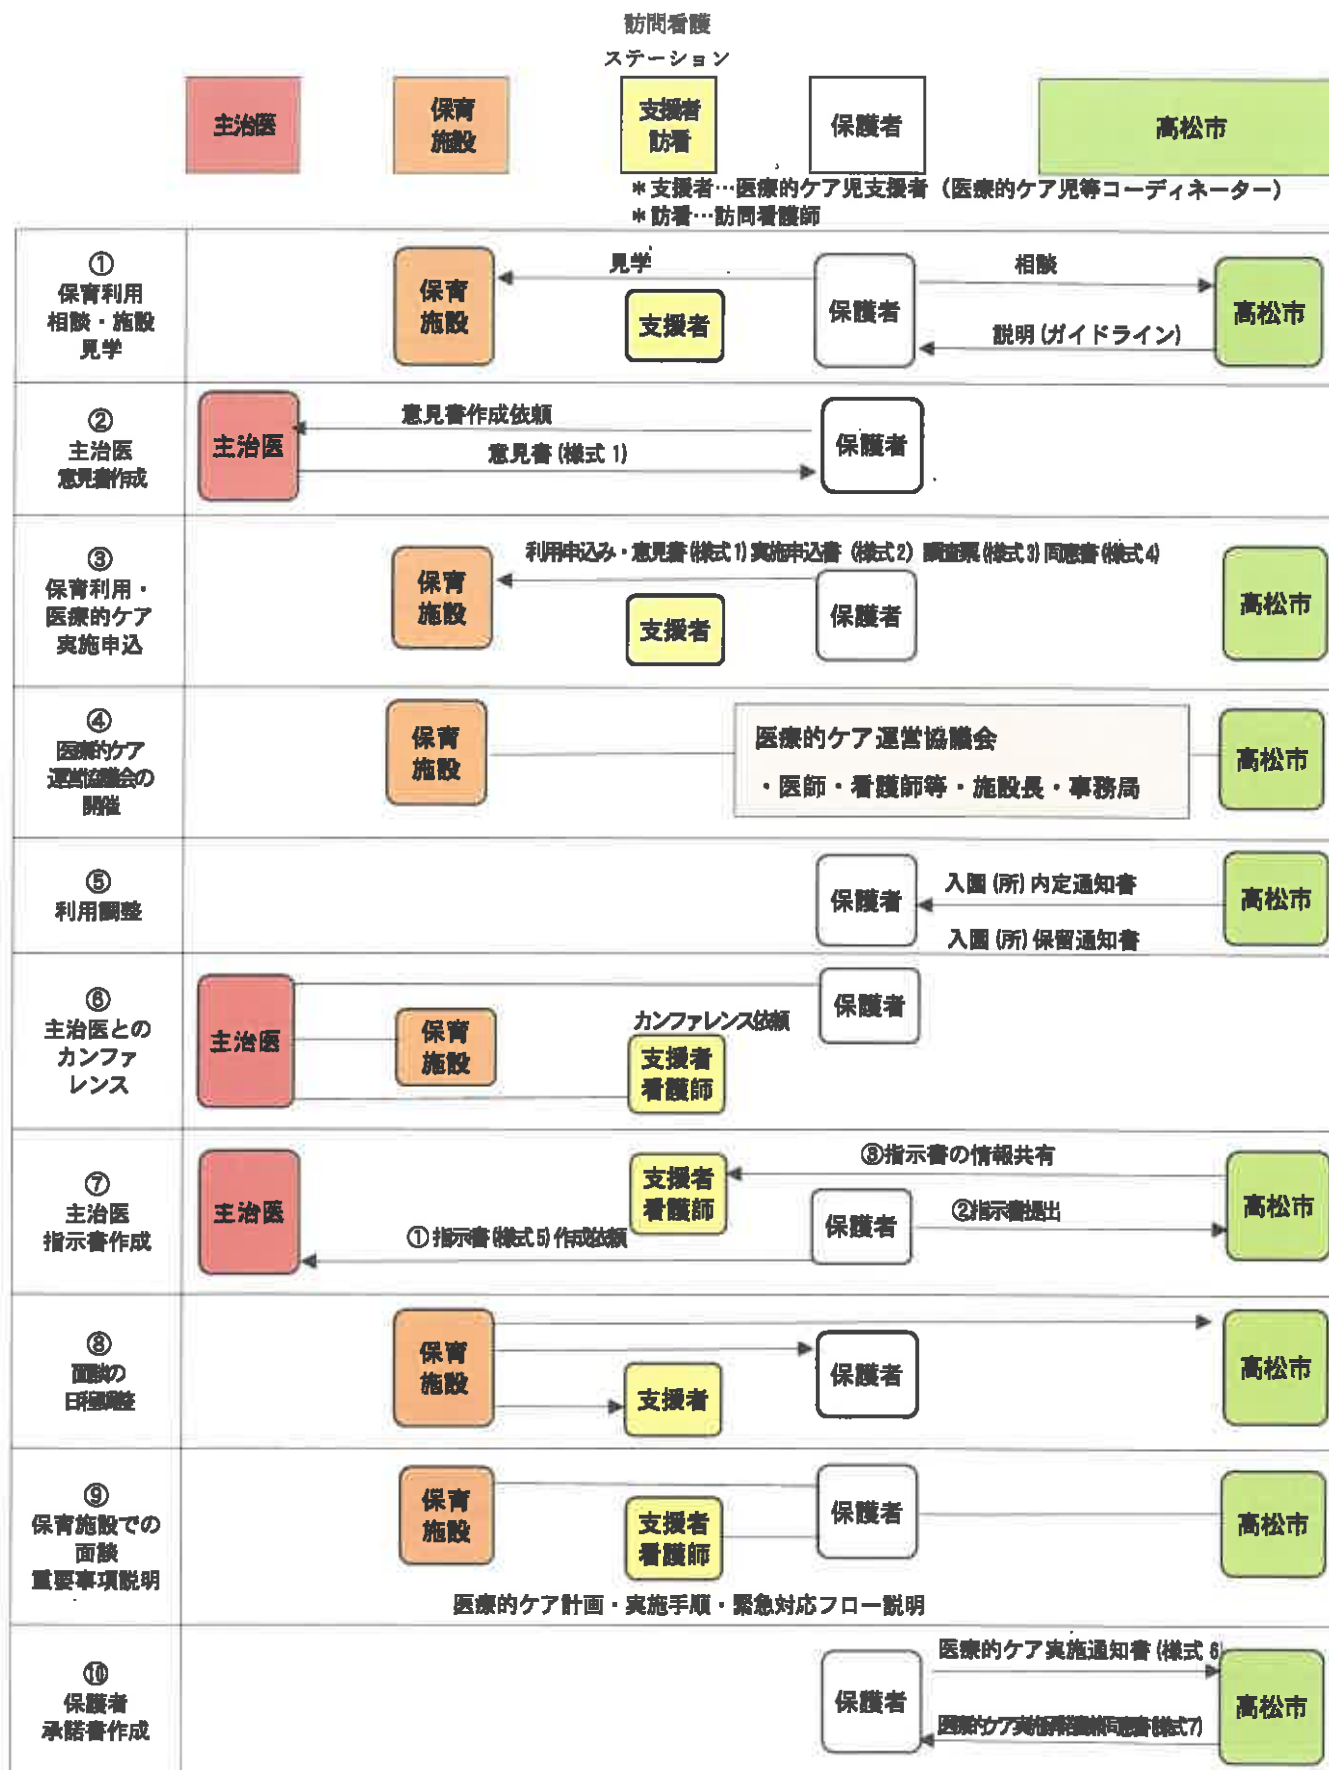 訪問看護
ステーション
主治医
保育
施設
支援者
訪看
保護者
高松市
＊支援者…医療的ケア児支援者（医療的ケア児等コーディネーター）
＊訪看…訪問看護師
①
保育利用
相談・施設
見学
保育
施設
見学
支援者
保護者
相談
説明(ガイドライン)
高松市
②
主治医
意見書作成
主治医
意見書作成依頼
意見書(様式1)
保護者
③
保育利用・
医療的ケア
実施申込
保育
施設
利用申込み・意見書(様式1)実施申込書（様式2）調査票(様式3)同意書(様式4)
支援者
保護者
高松市
④
医療的ケア
運営協議会の
開催
保育
施設
医療的ケア運営協議会
・医師・看護師等・施設長・事務局
高松市
⑤
利用調整
保護者
入園(所)内定通知書
入園(所)保留通知書
高松市
⑥
主治医との
カンファ
レンス
主治医
保育
施設
カンファレンス依頼
支援者
看護師
保護者
⑦
主治医
指示書作成
主治医
①指示書(様式5)作成依頼
支援者
看護師
③指示書の情報共有
保護者
②指示書提出
高松市
⑧
面談の
日程調整
保育
施設
支援者
保護者
高松市
⑨
保育施設での
面談
重要事項説明
保育
施設
支援者
看護師
保護者
高松市
医療的ケア計画・実施手順・緊急対応フロー説明
⑩
保護者
承諾書作成
保護者
医療的ケア実施通知書(様式6)
高松市